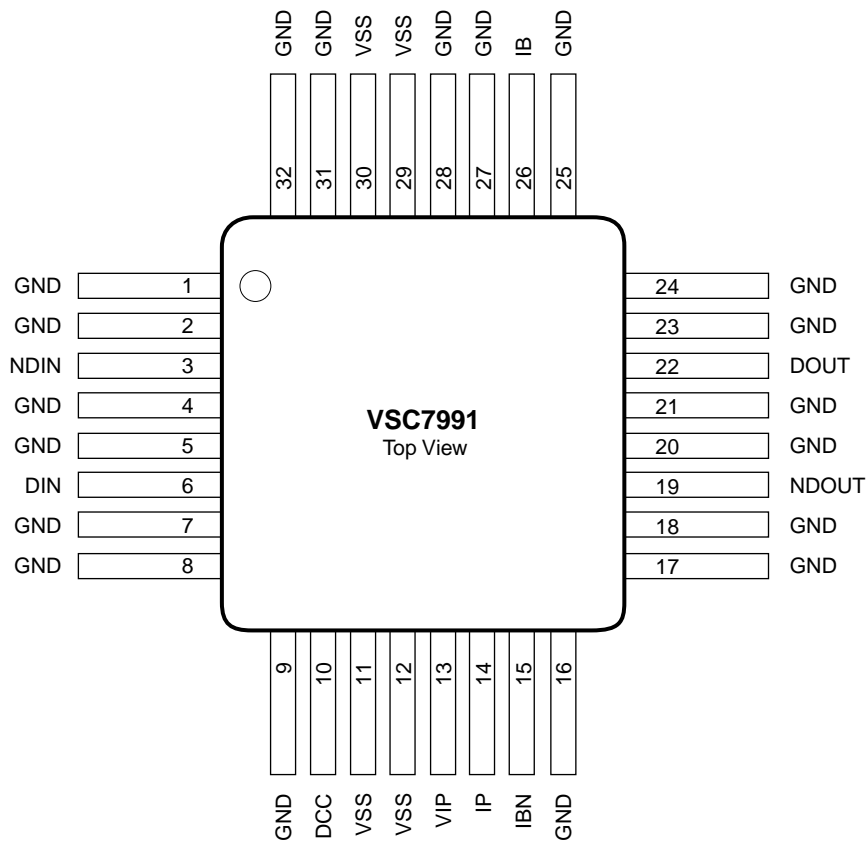 GND GND VSS VSS GND GND IB GND
32 31 30 29 28 27 26 25
GND 1 24 GND
GND 2 23 GND
NDIN 3 22 DOUT
GND 4 21 GND
VSC7991
Top View
GND 5 20 GND
DIN 6 19 NDOUT
GND 7 18 GND
GND 8 17 GND
9 10 11 12 13 14 15 16
GND DCC VSS VSS VIP IP IBN GND